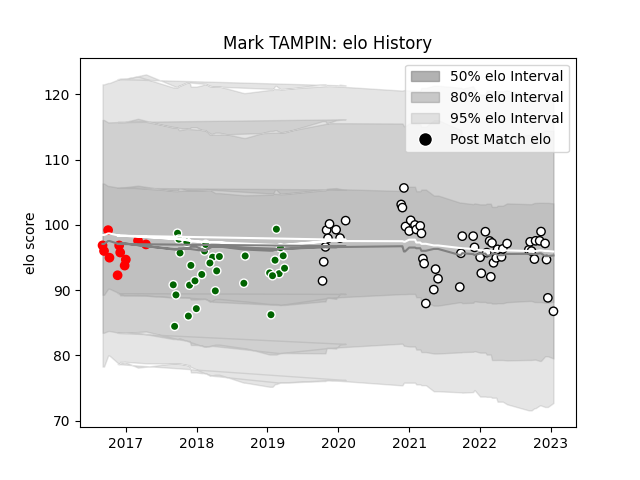 Mark TAMPIN: elo History
50% elo Interval
80% elo Interval
95% elo Interval
Post Match elo
elo score
120
110
100
90
80
70
2017 2018 2019 2020 2021 2022 2023